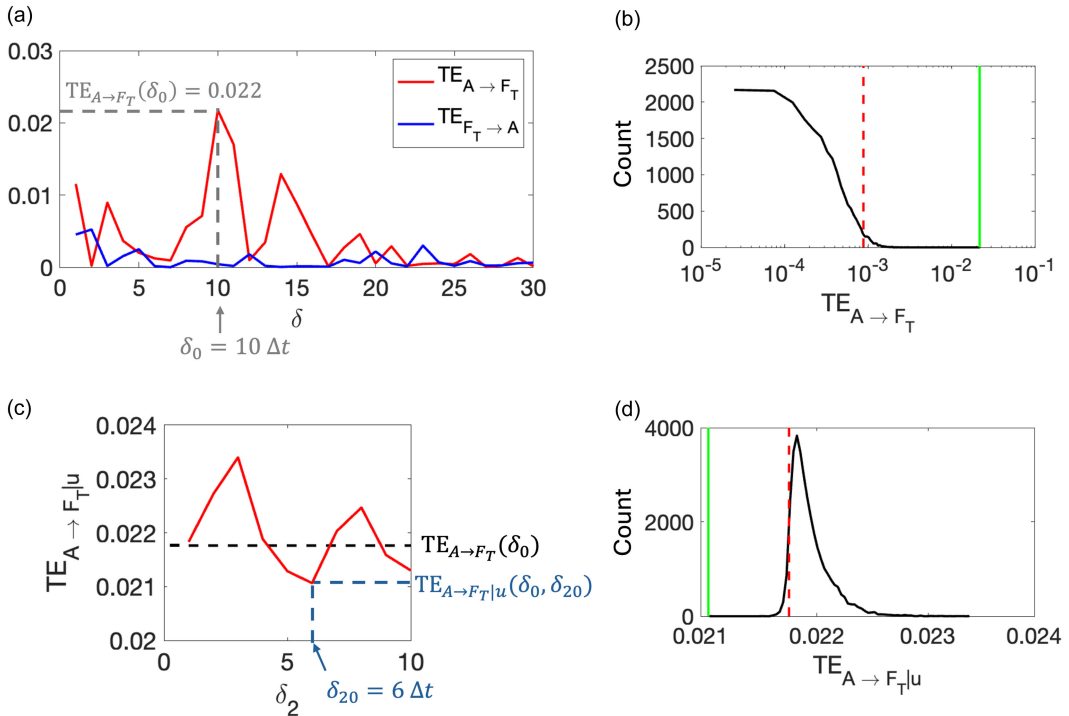 (a)
0.03
0.02
0.01
0
TE_{A→F_T}(δ_0) = 0.022
TE_{A → F_T}
TE_{F_T → A}
0 5 10 15 20 25 30
δ
δ_0 = 10 Δt
(b)
2500
2000
1500
1000
500
0
Count
10^{-5} 10^{-4} 10^{-3} 10^{-2} 10^{-1}
TE_{A → F_T}
(c)
0.024
0.023
0.022
0.021
0.02
TE_{A → F_T|u}
TE_{A→F_T}(δ_0)
TE_{A→F_T|u}(δ_0, δ_{20})
0 5 10
δ_2
δ_{20} = 6 Δt
(d)
4000
2000
0
Count
0.021 0.022 0.023 0.024
TE_{A → F_T|u}